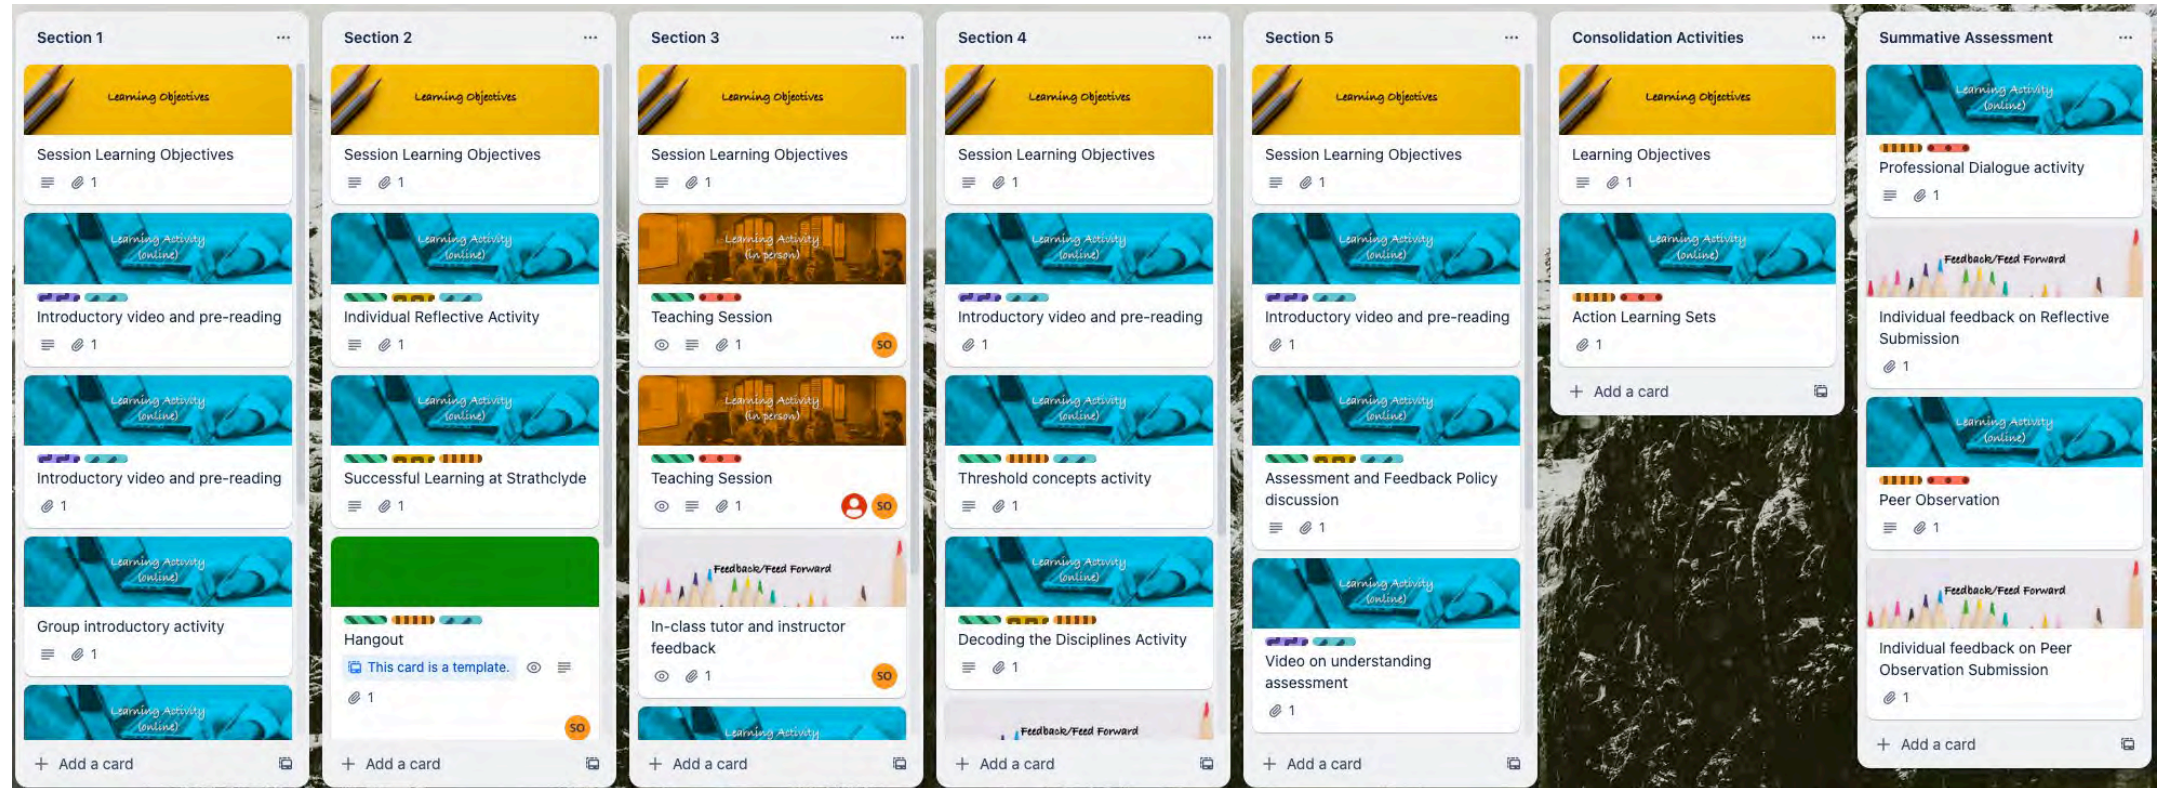 Section 1
Learning Objectives
Session Learning Objectives
1
Learning Activity
(online)
Introductory video and pre-reading
1
Learning Activity
(online)
Introductory video and pre-reading
1
Learning Activity
(online)
Group introductory activity
1
Learning Activity
(online)
+ Add a card
Section 2
Learning Objectives
Session Learning Objectives
1
Learning Activity
(online)
Individual Reflective Activity
1
Learning Activity
(online)
Successful Learning at Strathclyde
1
Hangout
This card is a template.
1
SO
+ Add a card
Section 3
Learning Objectives
Session Learning Objectives
1
Learning Activity
(in person)
Teaching Session
1
SO
Learning Activity
(in person)
Teaching Session
1
SO
Feedback/Feed Forward
In-class tutor and instructor
feedback
1
SO
Learning Activity
+ Add a card
Section 4
Learning Objectives
Session Learning Objectives
1
Learning Activity
(online)
Introductory video and pre-reading
1
Learning Activity
(online)
Threshold concepts activity
1
Learning Activity
(online)
Decoding the Disciplines Activity
1
Feedback/Feed Forward
+ Add a card
Section 5
Learning Objectives
Session Learning Objectives
1
Learning Activity
(online)
Introductory video and pre-reading
1
Learning Activity
(online)
Assessment and Feedback Policy
discussion
1
Learning Activity
(online)
Video on understanding
assessment
1
+ Add a card
Consolidation Activities
Learning Objectives
Learning Objectives
1
Learning Activity
(online)
Action Learning Sets
1
+ Add a card
Summative Assessment
Learning Activity
(online)
Professional Dialogue activity
1
Feedback/Feed Forward
Individual feedback on Reflective
Submission
1
Learning Activity
(online)
Peer Observation
1
Feedback/Feed Forward
Individual feedback on Peer
Observation Submission
1
+ Add a card